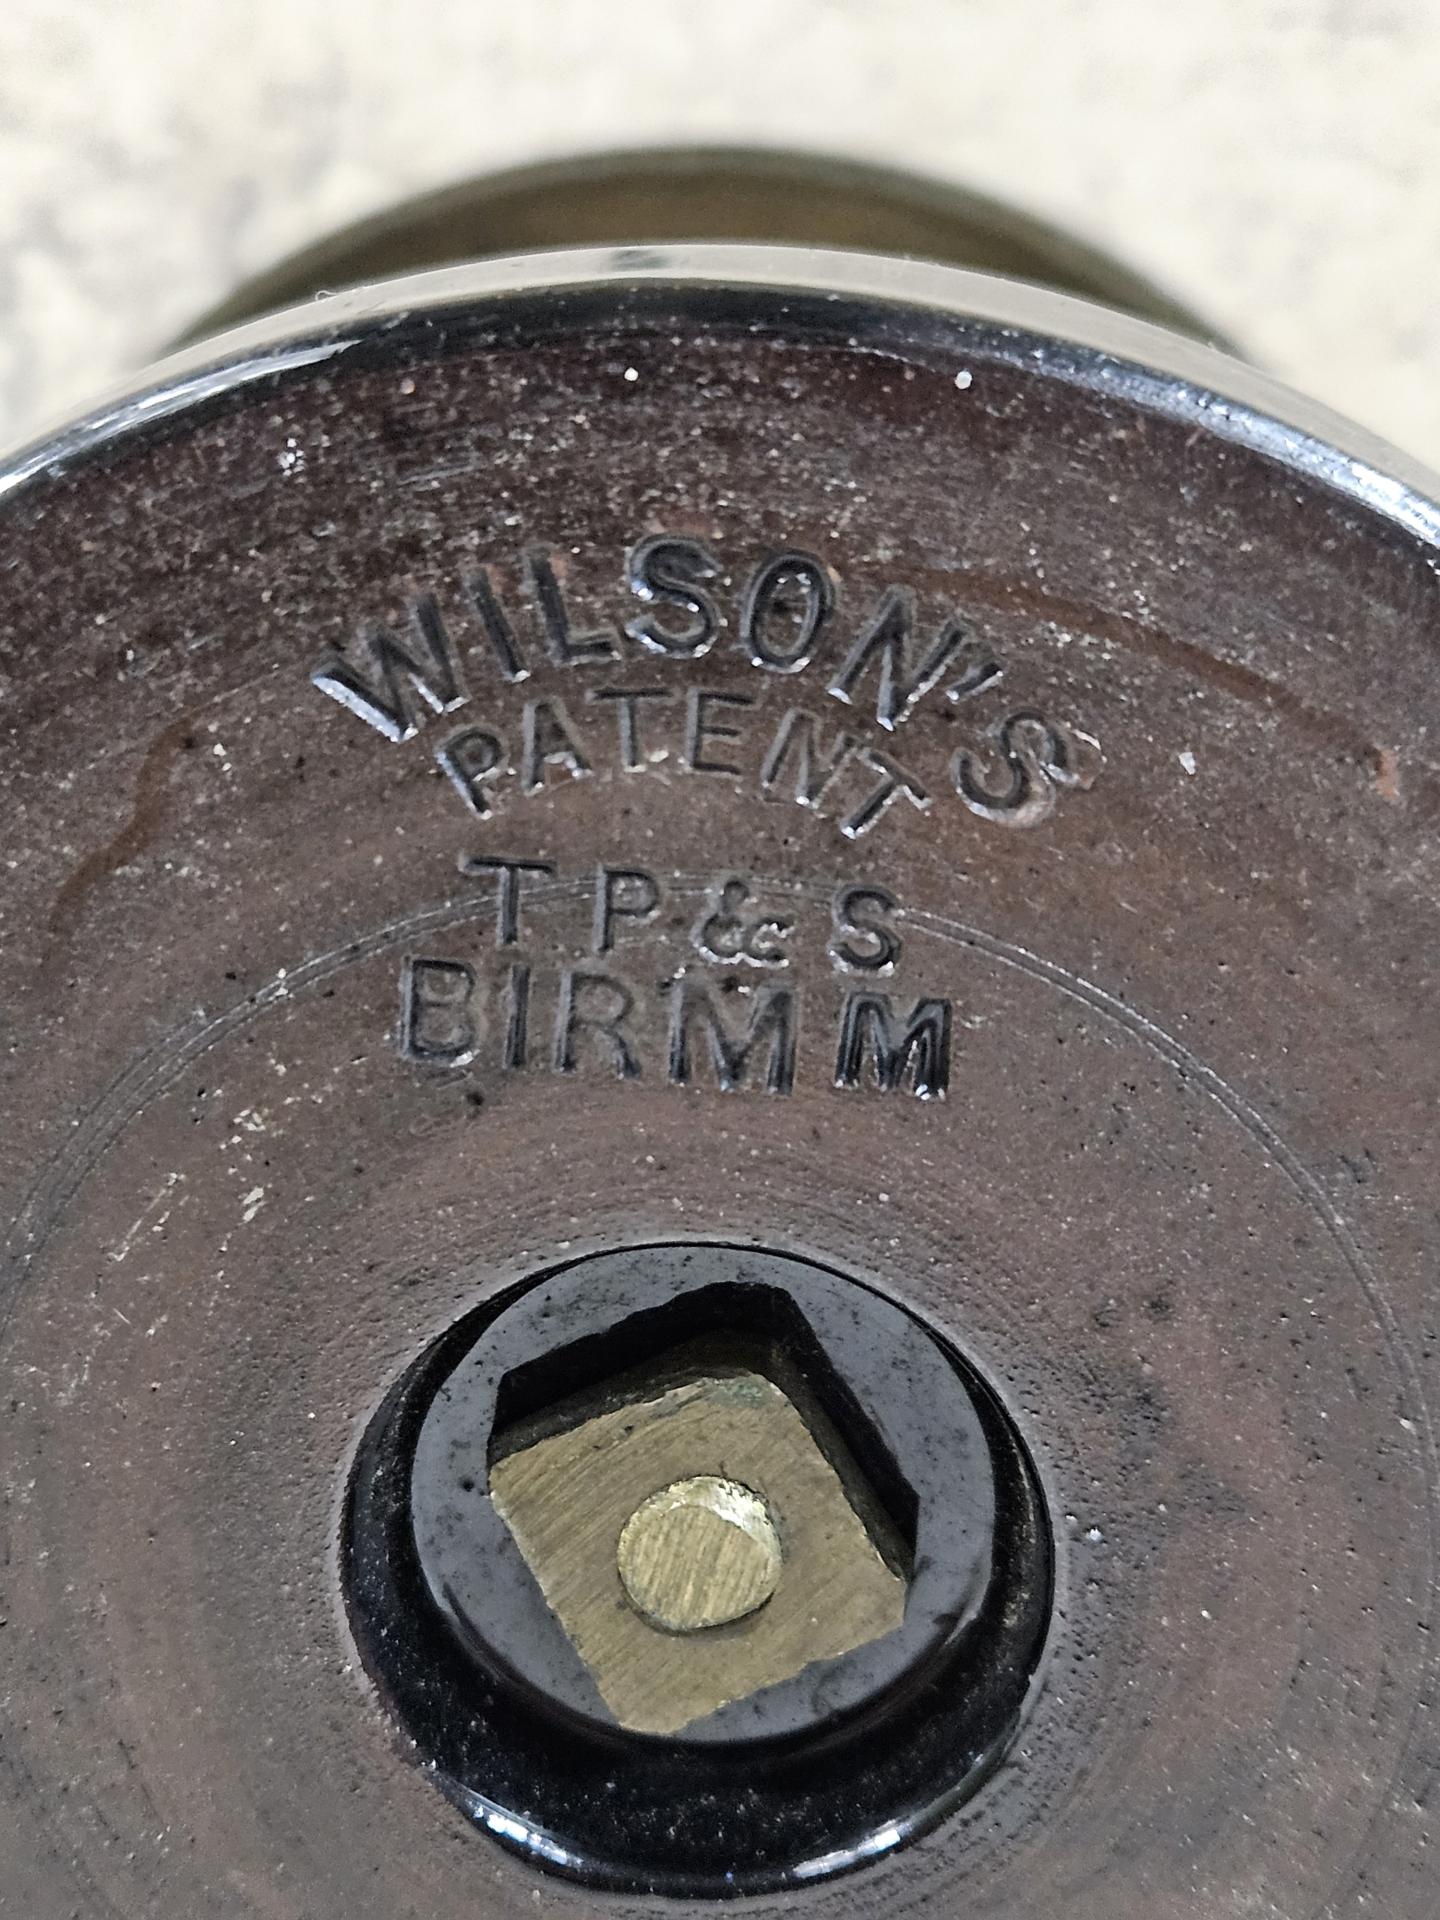 WILSON'S
PATENT
T P & S
BIRMM